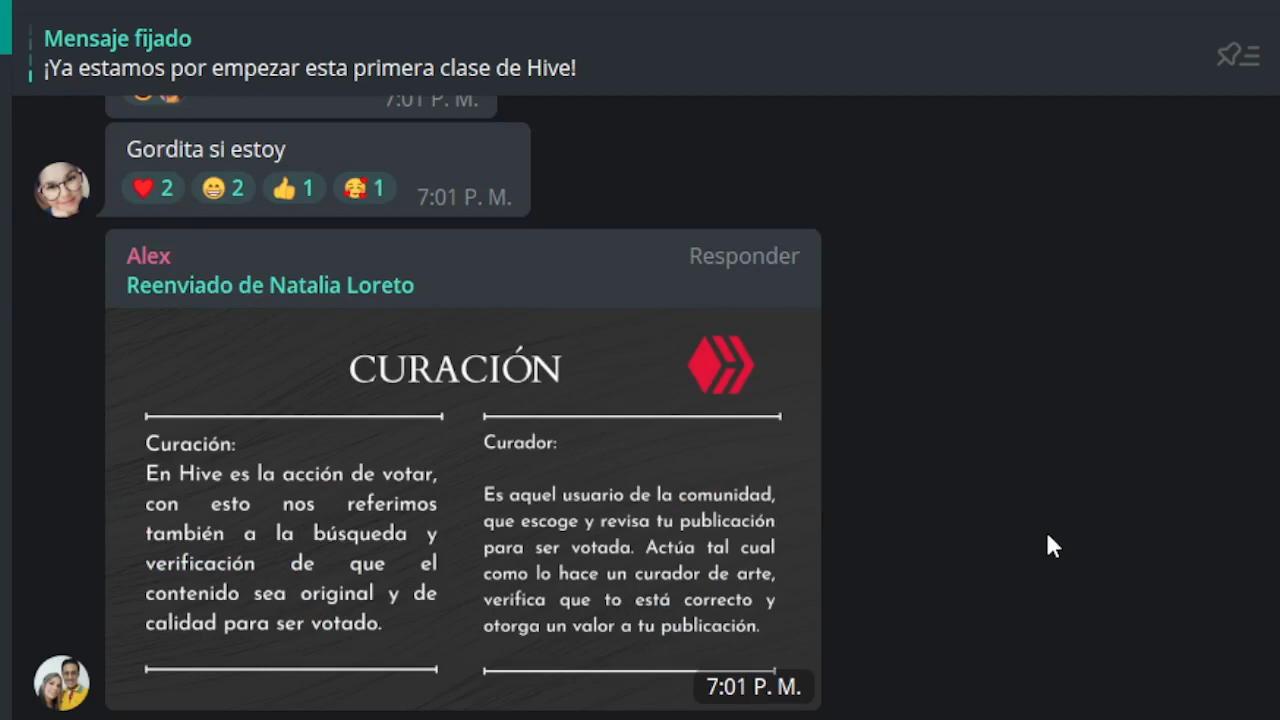 Mensaje fijado
¡Ya estamos por empezar esta primera clase de Hive!
7:01 P. M.
Gordita si estoy
2 2 1 1
7:01 P. M.
Alex Responder
Reenviado de Natalia Loreto
CURACIÓN
Curación:
En Hive es la acción de votar,
con esto nos referimos
también a la búsqueda y
verificación de que el
contenido sea original y de
calidad para ser votado.
Curador:
Es aquel usuario de la comunidad,
que escoge y revisa tu publicación
para ser votada. Actúa tal cual
como lo hace un curador de arte,
verifica que to está correcto y
otorga un valor a tu publicación.
7:01 P. M.